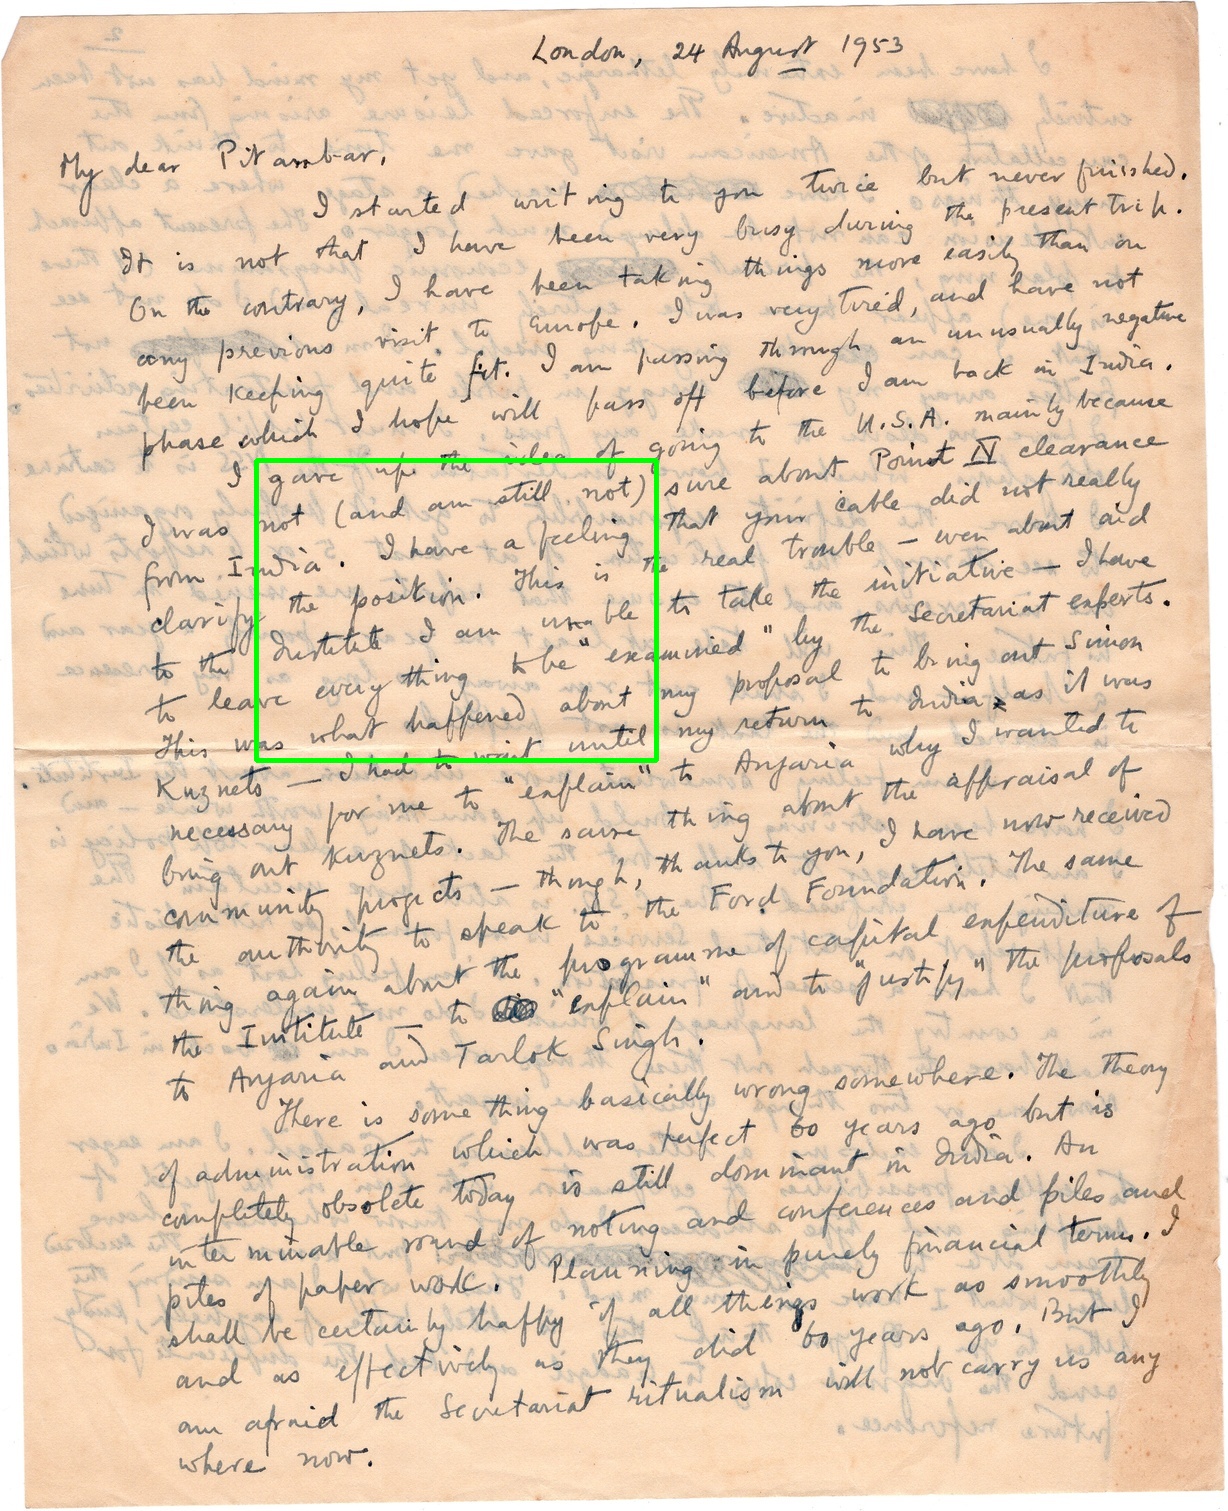 London, 24 August 1953
My dear Pitambar,
I started writing to you twice but never finished.
It is not that I have been very busy during the present trip.
On the contrary, I have been taking things more easily than on
any previous visit to Europe. I was very tired, and have not
been keeping quite fit. I am passing through an unusually negative
phase which I hope will pass off before I am back in India.
I gave up the idea of going to the U.S.A. mainly because
I was not (and am still not) sure about Point IV clearance
from India. I have a feeling that your cable did not really
clarify the position. This is the real trouble – even about aid
to the Institute I am unable to take the initiative – I have
to leave every thing to be "examined" by the Secretariat experts.
This was what happened about my proposal to bring out Simon
Kuznets – I had to wait until my return to India, as it was
necessary for me to "explain" to Anjaria why I wanted to
bring out Kuznets. The same thing about the appraisal of
community projects – though, thanks to you, I have now received
the authority to speak to the Ford Foundation. The same
thing again about the programme of capital expenditure of
the Institute – to "explain" and to "justify" the proposals
to Anjaria and Tarlok Singh.
There is some thing basically wrong somewhere. The theory
of administration which was perfect 60 years ago but is
completely obsolete today is still dominant in India. An
interminable round of noting and conferences and piles and
piles of paper work. Planning in purely financial terms. I
shall be certainly happy if all things work as smoothly
and as effectively as they did 60 years ago. But I
am afraid the Secretariat ritualism will not carry us any
where now.